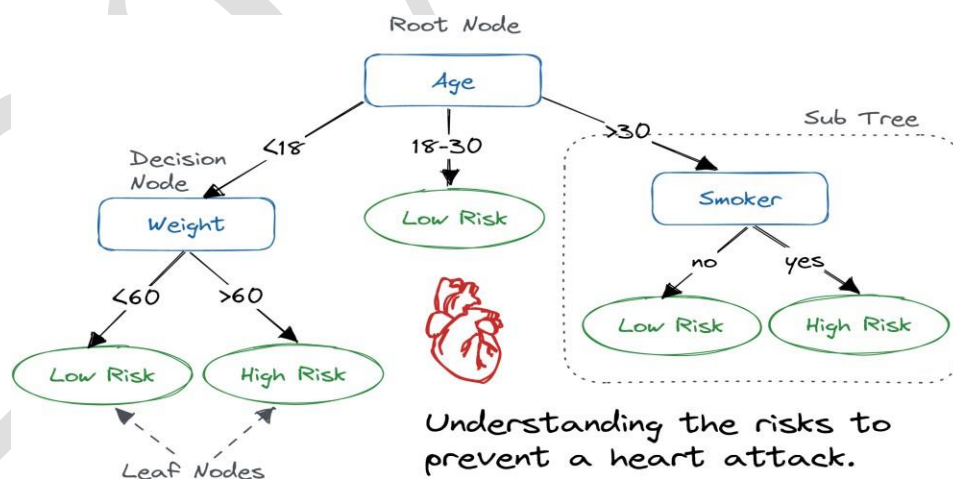 Root Node
Age
Sub Tree
<18
18-30
>30
Decision
Node
Weight
Low Risk
Smoker
no
yes
<60
>60
Low Risk
High Risk
Low Risk
High Risk
Understanding the risks to
prevent a heart attack.
Leaf Nodes